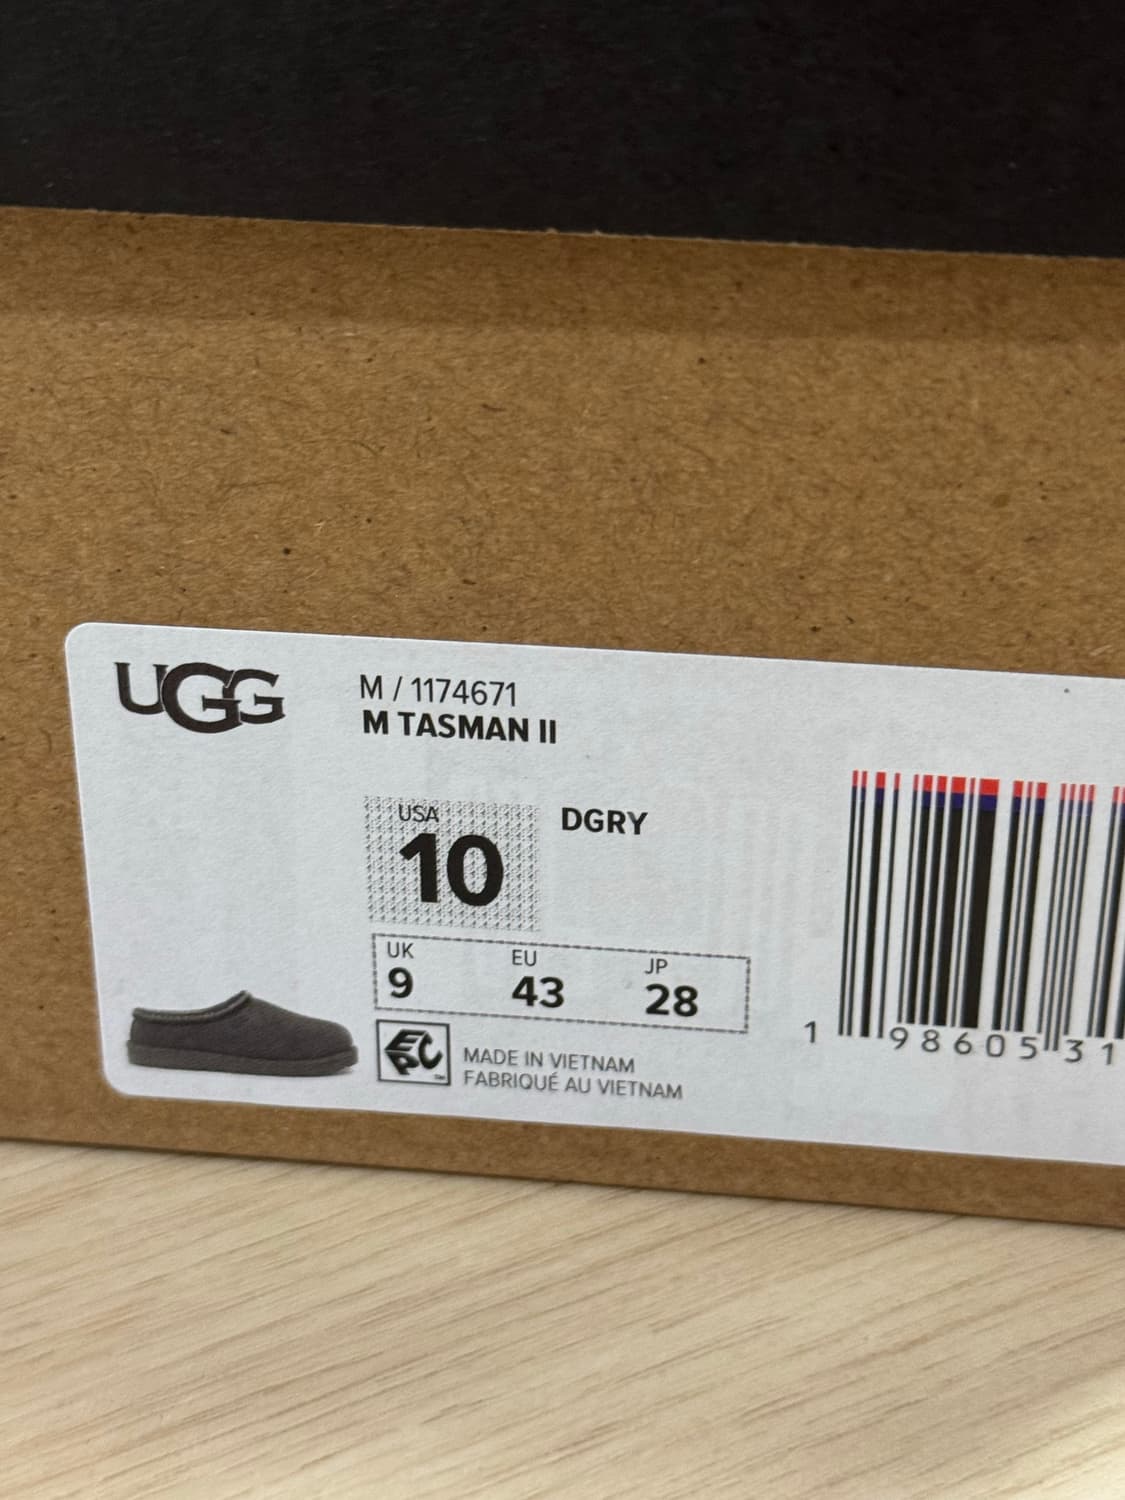 UGG
M / 1174671
M TASMAN II
USA
10
DGRY
UK
9
EU
43
JP
28
EPC
MADE IN VIETNAM
FABRIQUÉ AU VIETNAM
1 98605 31